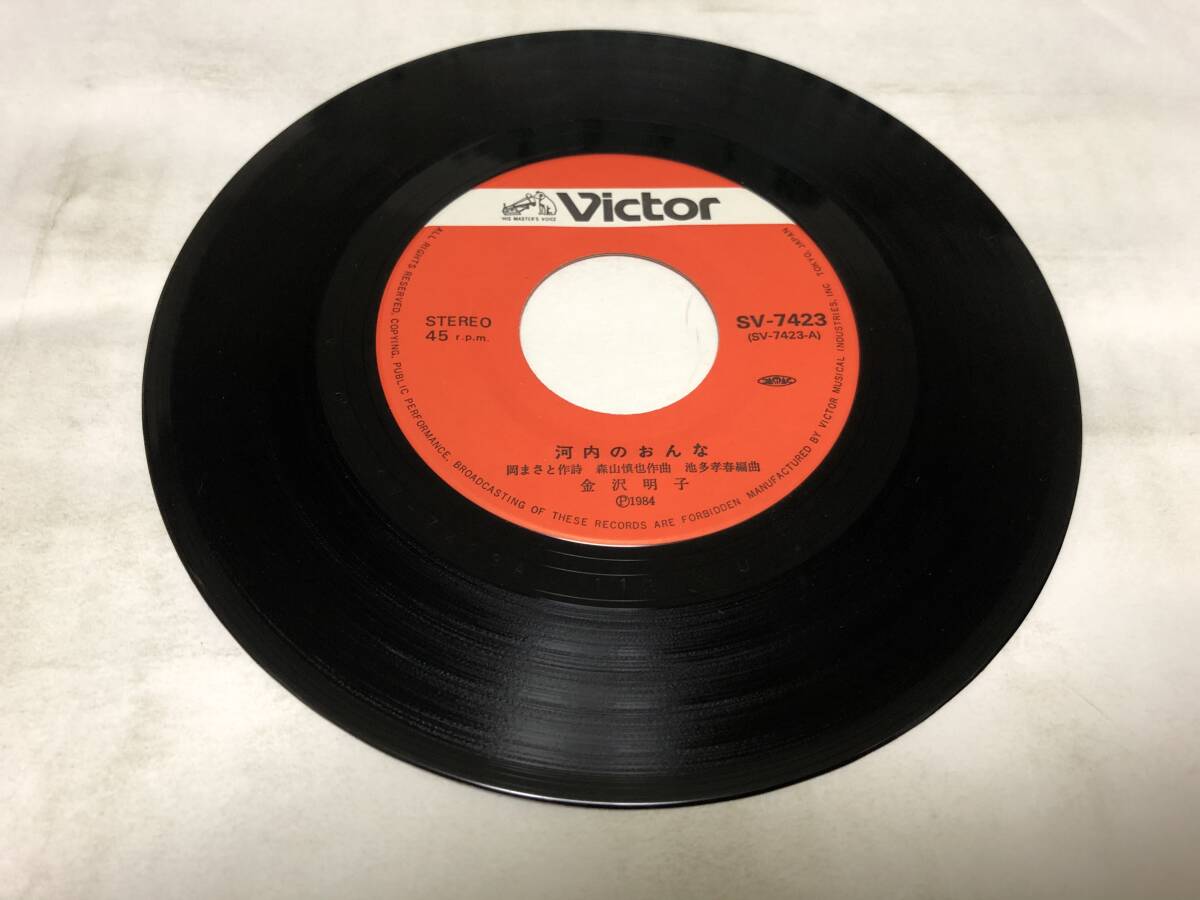 Victor
HIS MASTER'S VOICE
STEREO
45 r.p.m.
SV-7423
(SV-7423-A)
河内のおんな
岡まさと作詩 森山慎也作曲 池多孝春編曲
金沢明子
Ⓟ1984
ALL RIGHTS RESERVED. COPYING, PUBLIC PERFORMANCE, BROADCASTING OF THESE RECORDS ARE FORBIDDEN MANUFACTURED BY VICTOR MUSICAL INDUSTRIES, INC. TOKYO, JAPAN